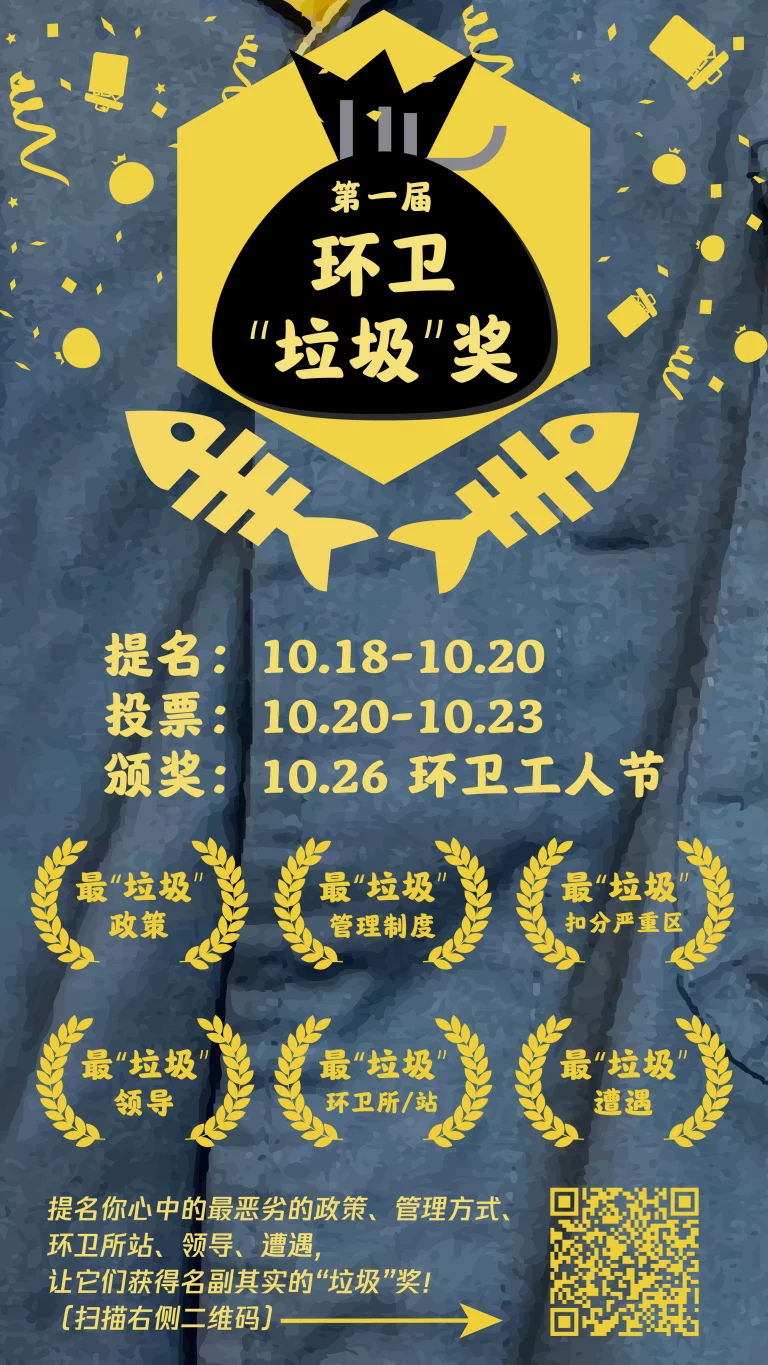 第一届
环卫
“垃圾”奖
提名：10.18-10.20
投票：10.20-10.23
颁奖：10.26 环卫工人节
最“垃圾”
政策
最“垃圾”
管理制度
最“垃圾”
扣分严重区
最“垃圾”
领导
最“垃圾”
环卫所/站
最“垃圾”
遭遇
提名你心中的最恶劣的政策、管理方式、
环卫所站、领导、遭遇，
让它们获得名副其实的“垃圾”奖！
（扫描右侧二维码）